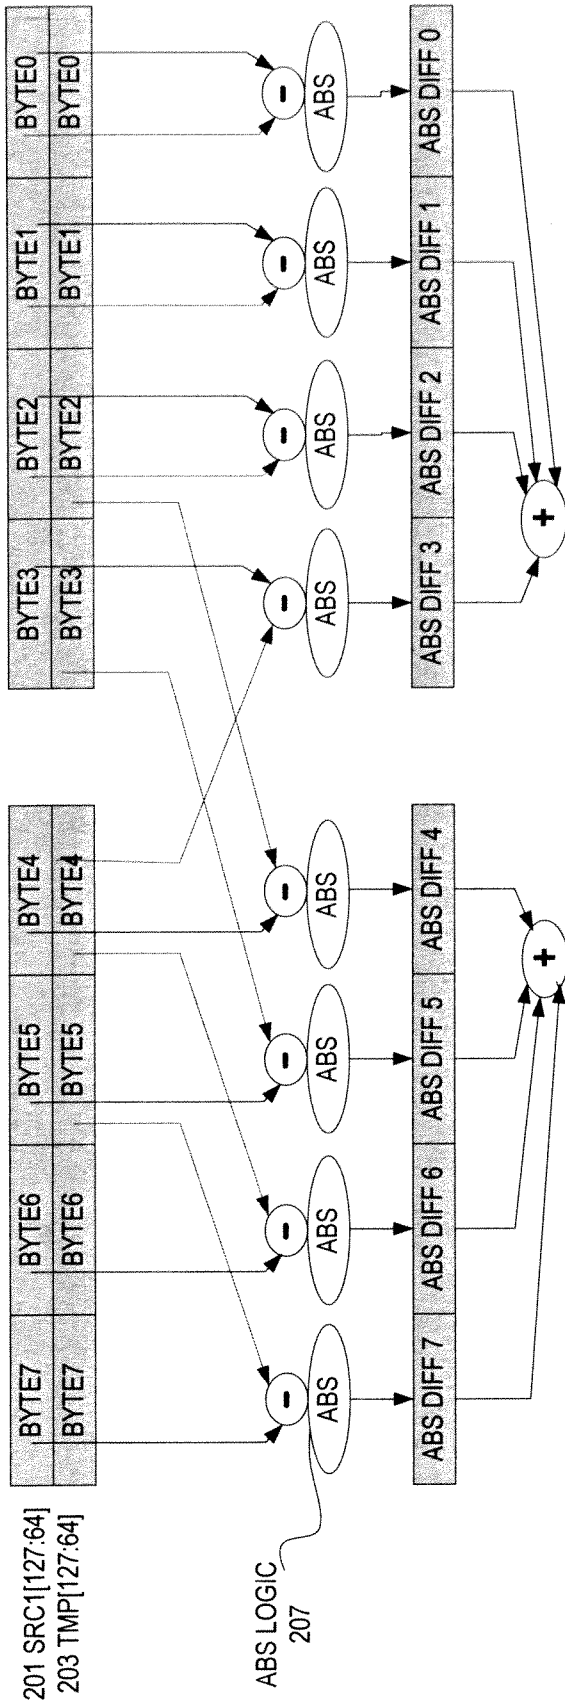 BYTE7 BYTE6 BYTE5 BYTE4 BYTE3 BYTE2 BYTE1 BYTE0
201 SRC1[127:64]
203 TMP[127:64]
BYTE7 BYTE6 BYTE5 BYTE4 BYTE3 BYTE2 BYTE1 BYTE0
- - - - - - - -
ABS ABS ABS ABS ABS ABS ABS ABS
ABS LOGIC
207
ABS DIFF 7 ABS DIFF 6 ABS DIFF 5 ABS DIFF 4 ABS DIFF 3 ABS DIFF 2 ABS DIFF 1 ABS DIFF 0
+ +